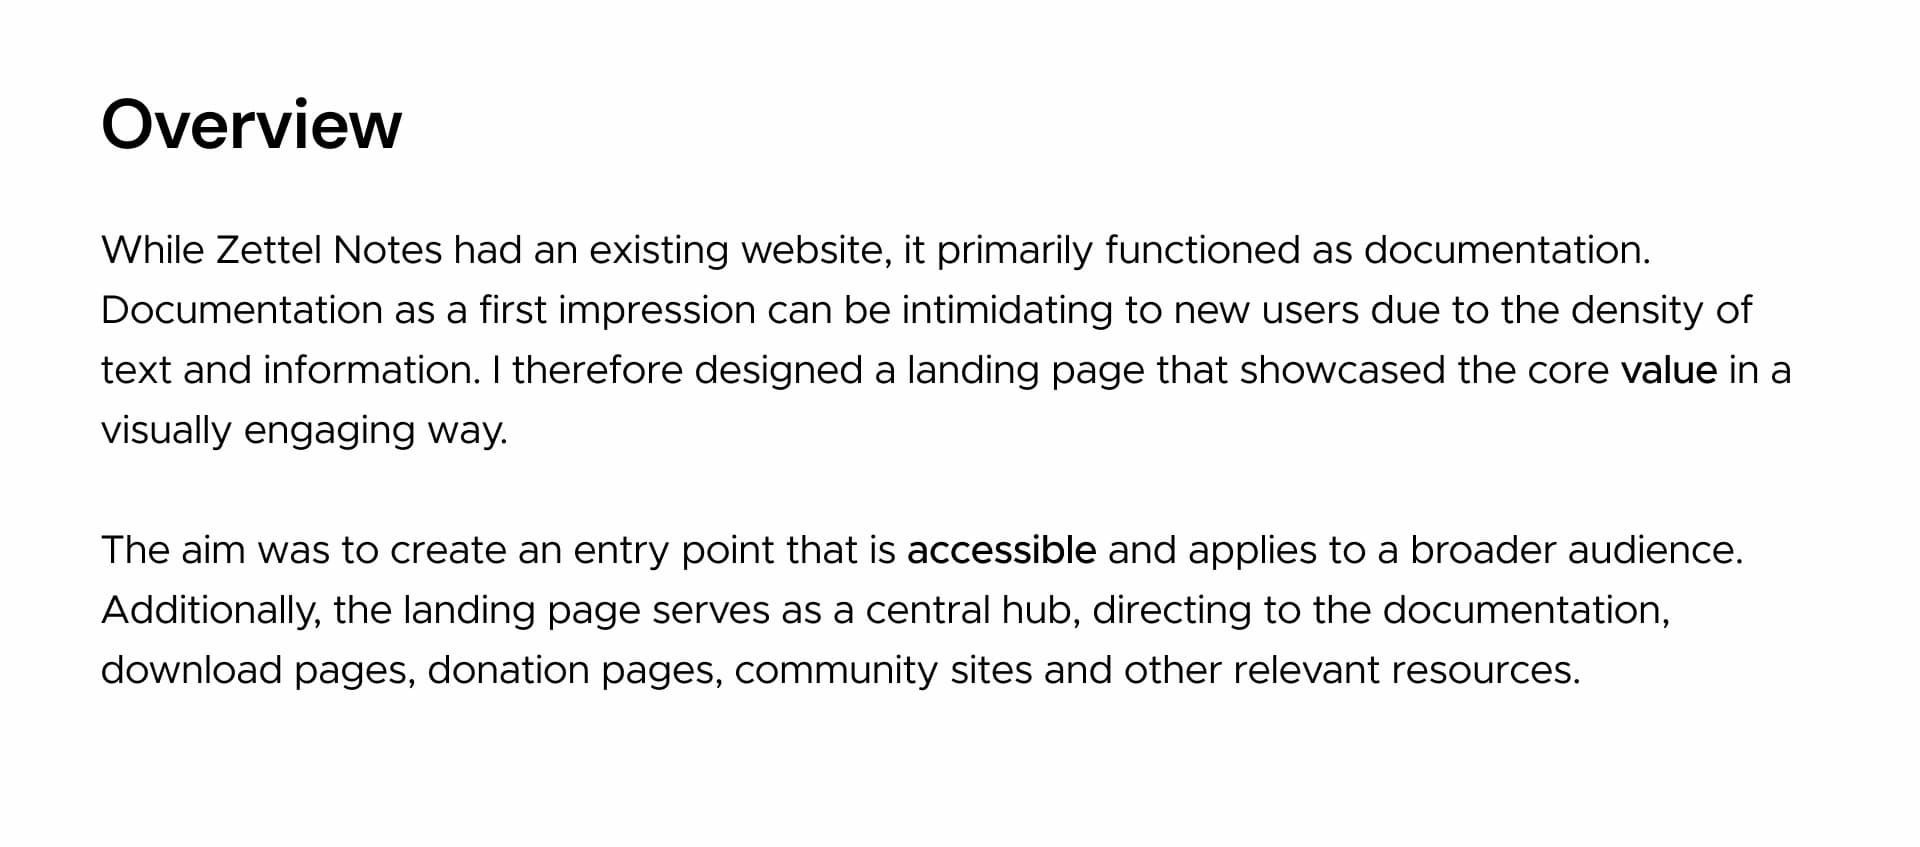 Overview
While Zettel Notes had an existing website, it primarily functioned as documentation.
Documentation as a first impression can be intimidating to new users due to the density of
text and information. I therefore designed a landing page that showcased the core value in a
visually engaging way.
The aim was to create an entry point that is accessible and applies to a broader audience.
Additionally, the landing page serves as a central hub, directing to the documentation,
download pages, donation pages, community sites and other relevant resources.